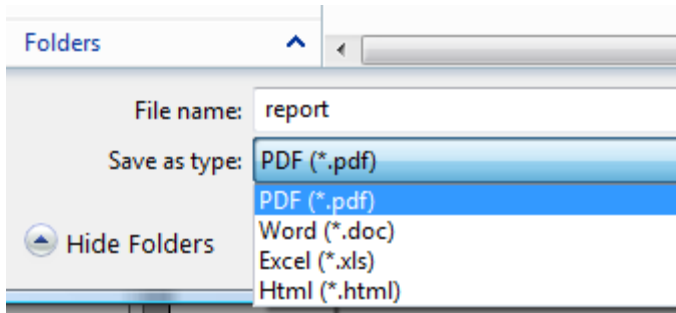 Folders
File name: report
Save as type: PDF (*.pdf)
PDF (*.pdf)
Word (*.doc)
Excel (*.xls)
Html (*.html)
Hide Folders